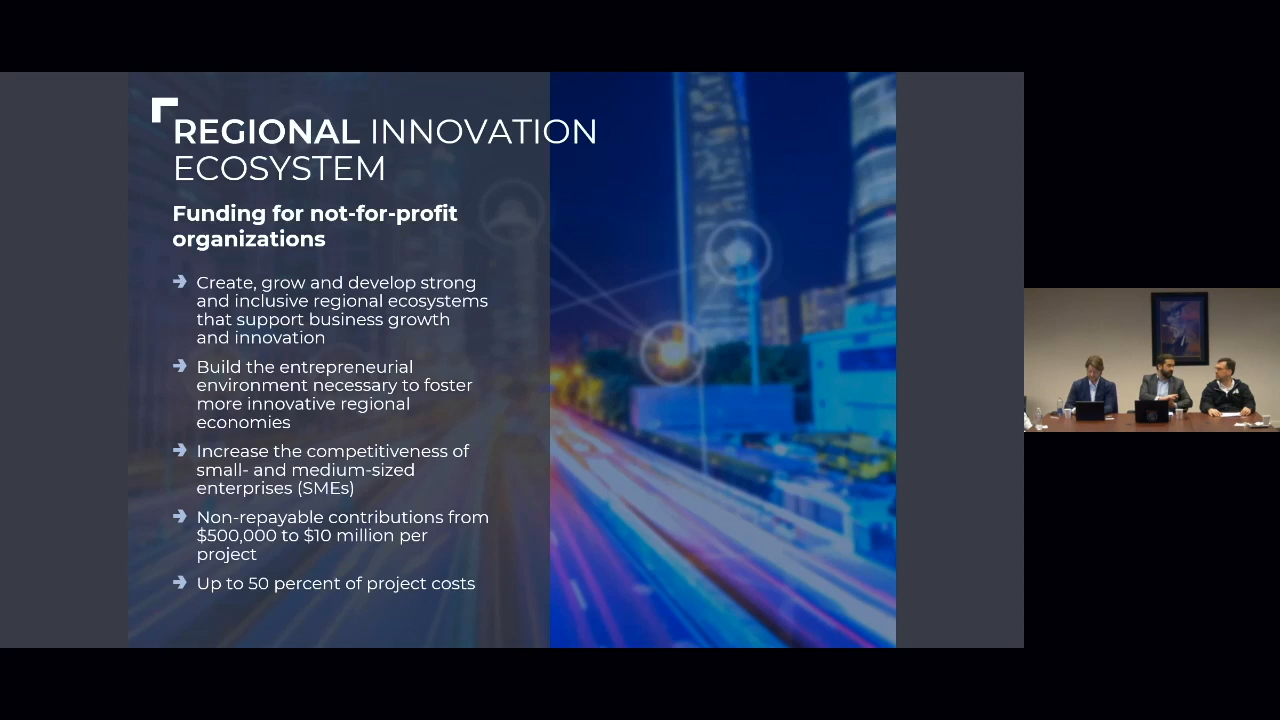 REGIONAL INNOVATION
ECOSYSTEM
Funding for not-for-profit
organizations
Create, grow and develop strong
and inclusive regional ecosystems
that support business growth
and innovation
Build the entrepreneurial
environment necessary to foster
more innovative regional
economies
Increase the competitiveness of
small- and medium-sized
enterprises (SMEs)
Non-repayable contributions from
$500,000 to $10 million per
project
Up to 50 percent of project costs